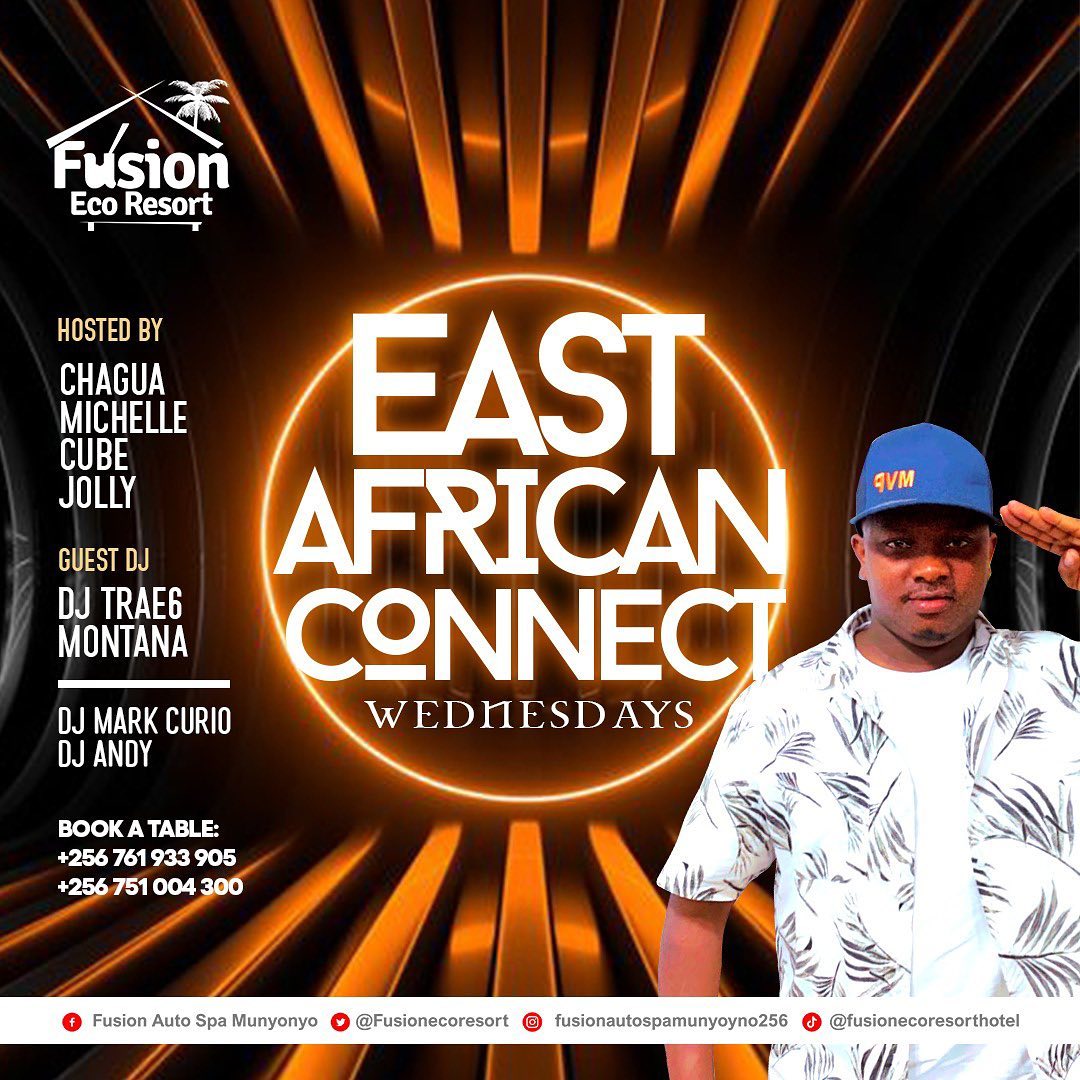 Fusion
Eco Resort
HOSTED BY
CHAGUA
MICHELLE
CUBE
JOLLY
GUEST DJ
DJ TRAE6
MONTANA
DJ MARK CURIO
DJ ANDY
BOOK A TABLE:
+256 761 933 905
+256 751 004 300
EAST
AFRICAN
CONNECT
WEDNESDAYS
MVP
Fusion Auto Spa Munyonyo @Fusionecoresort fusionautospamunyoyno256 @fusionecoresorthotel